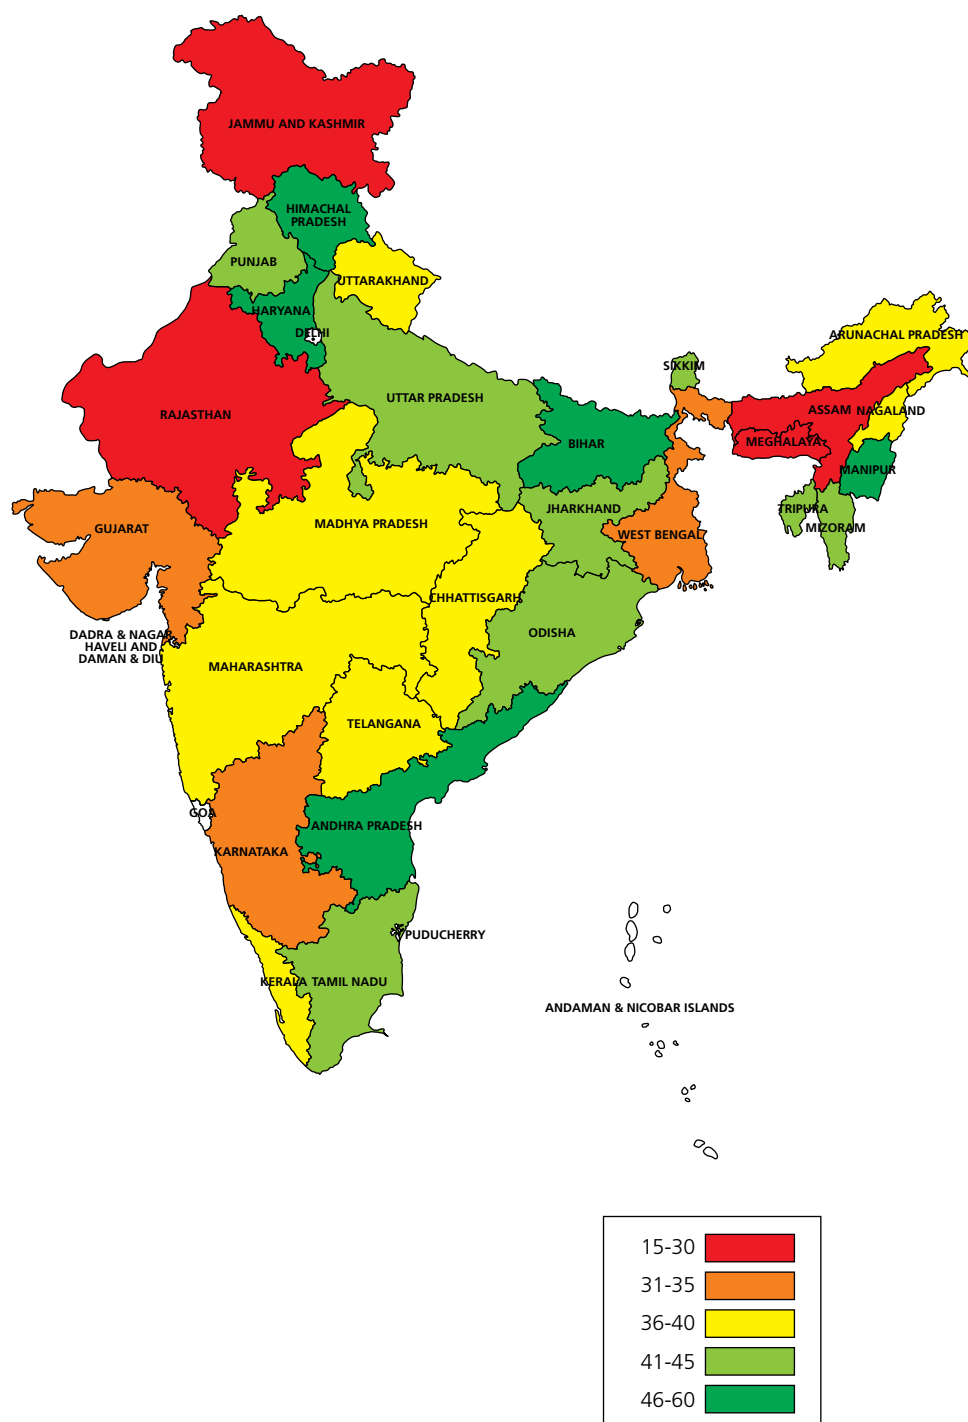 JAMMU AND KASHMIR
HIMACHAL
PRADESH
PUNJAB
UTTARAKHAND
HARYANA
DELHI
ARUNACHAL PRADESH
SIKKIM
RAJASTHAN
UTTAR PRADESH
ASSAM
NAGALAND
BIHAR
MEGHALAYA
MANIPUR
GUJARAT
MADHYA PRADESH
JHARKHAND
TRIPURA
MIZORAM
WEST BENGAL
CHHATTISGARH
DADRA & NAGAR
HAVELI AND
DAMAN & DIU
ODISHA
MAHARASHTRA
TELANGANA
GOA
ANDHRA PRADESH
KARNATAKA
PUDUCHERRY
KERALA
TAMIL NADU
ANDAMAN & NICOBAR ISLANDS
15-30
31-35
36-40
41-45
46-60